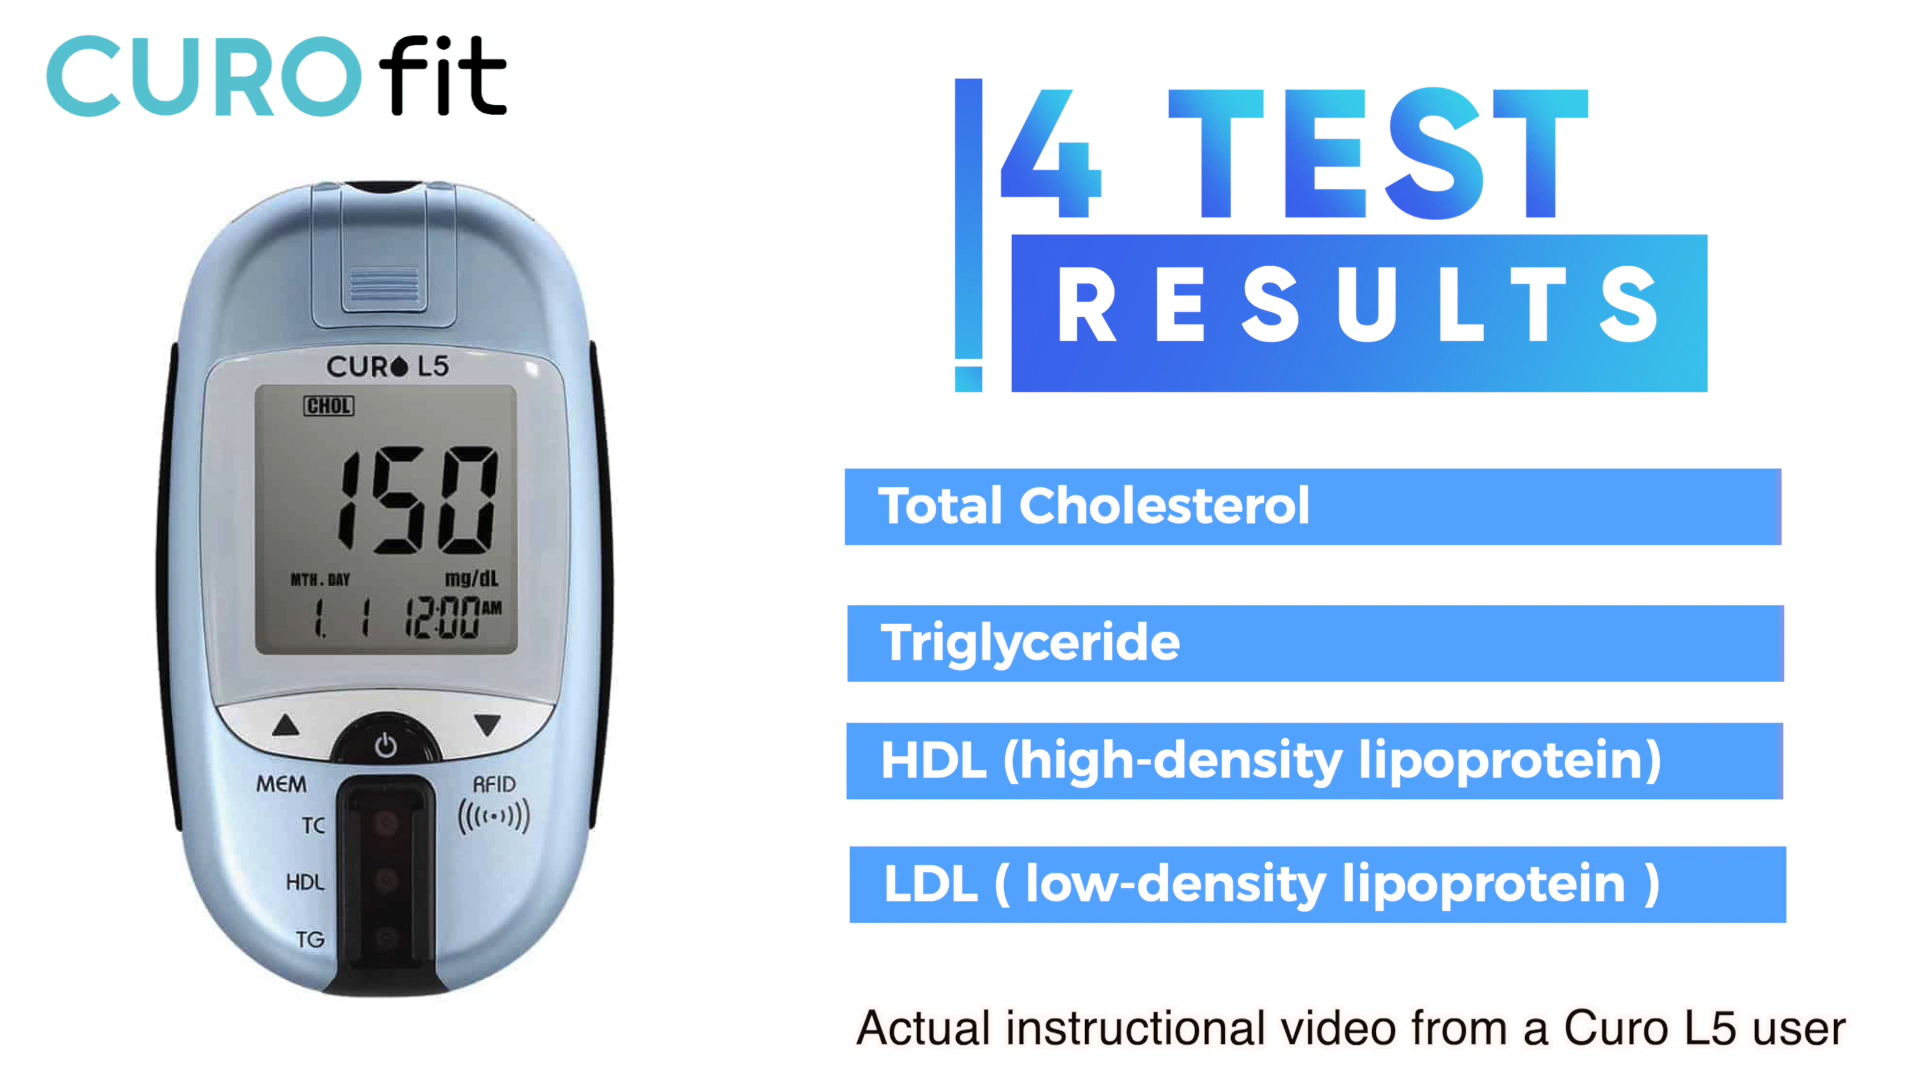 CURO fit
4 TEST
RESULTS
CURO L5
CHOL
150
MTH. DAY mg/dL
1. 1 12:00 AM
MEM RFID
TC
HDL
TG
Total Cholesterol
Triglyceride
HDL (high-density lipoprotein)
LDL ( low-density lipoprotein )
Actual instructional video from a Curo L5 user